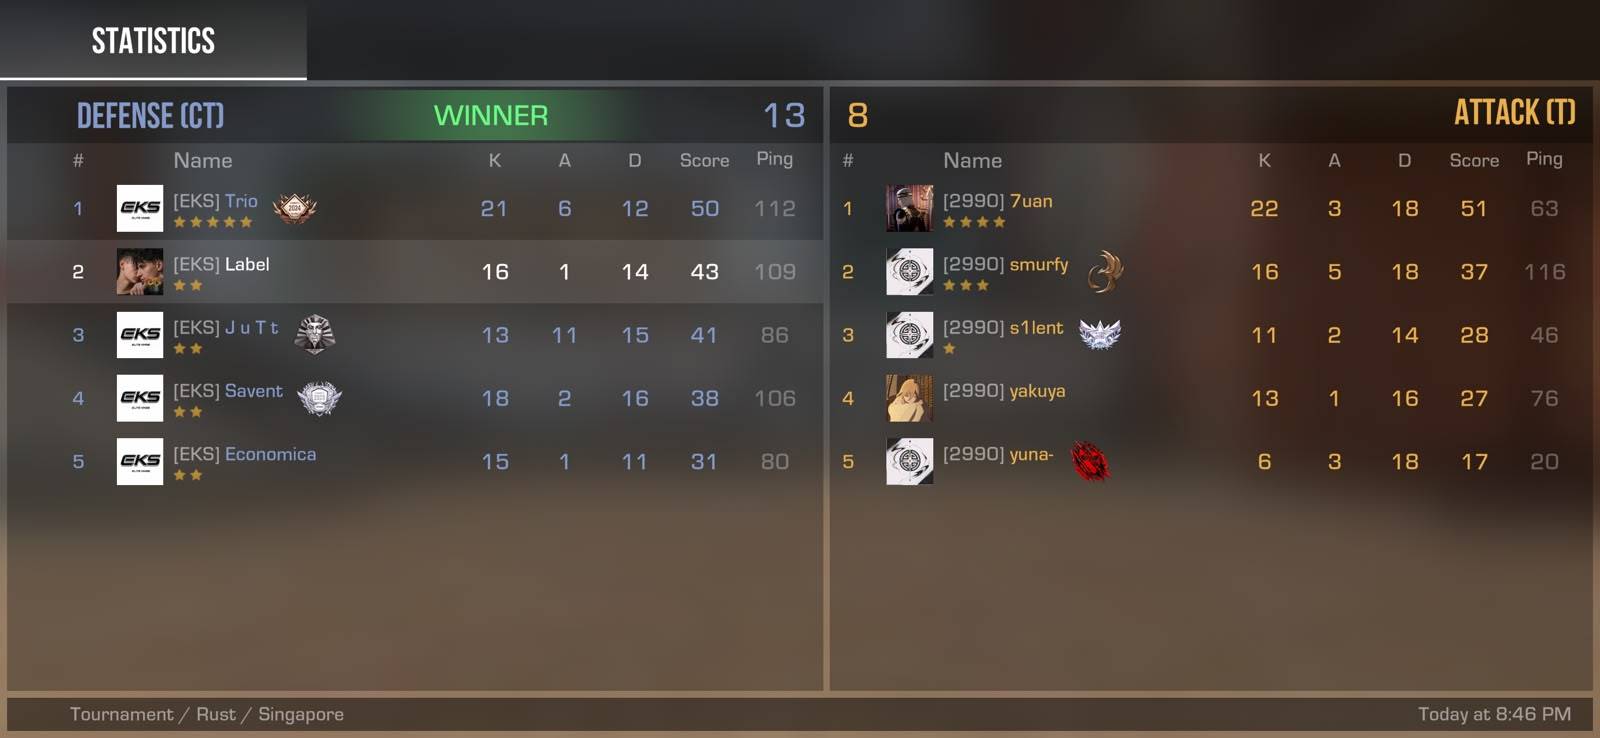 STATISTICS
DEFENSE (CT) WINNER 13
# Name K A D Score Ping
1 EKS [EKS] Trio 2024 21 6 12 50 112
2 [EKS] Label 16 1 14 43 109
3 EKS [EKS] J u T t 13 11 15 41 86
4 EKS [EKS] Savent 18 2 16 38 106
5 EKS [EKS] Economica 15 1 11 31 80
8 ATTACK (T)
# Name K A D Score Ping
1 [2990] 7uan 22 3 18 51 63
2 [2990] smurfy 16 5 18 37 116
3 [2990] s1lent 11 2 14 28 46
4 [2990] yakuya 13 1 16 27 76
5 [2990] yuna- 6 3 18 17 20
Tournament / Rust / Singapore
Today at 8:46 PM